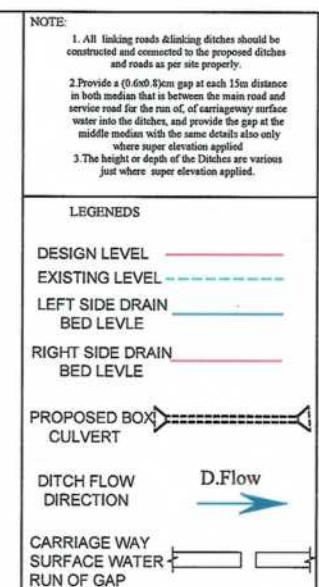 NOTE:
1. All linking roads &linking ditches should be
constructed and connected to the proposed ditches
and roads as per site properly.
2.Provide a (0.6x0.8)cm gap at each 15m distance
in both median that is between the main road and
service road for the run of, of carriageway surface
water into the ditches, and provide the gap at the
middle median with the same details also only
where super elevation applied
3.The height or depth of the Ditches are various
just where super elevation applied.
LEGENEDS
DESIGN LEVEL
EXISTING LEVEL
LEFT SIDE DRAIN
BED LEVLE
RIGHT SIDE DRAIN
BED LEVLE
PROPOSED BOX
CULVERT
DITCH FLOW
DIRECTION
D.Flow
CARRIAGE WAY
SURFACE WATER
RUN OF GAP